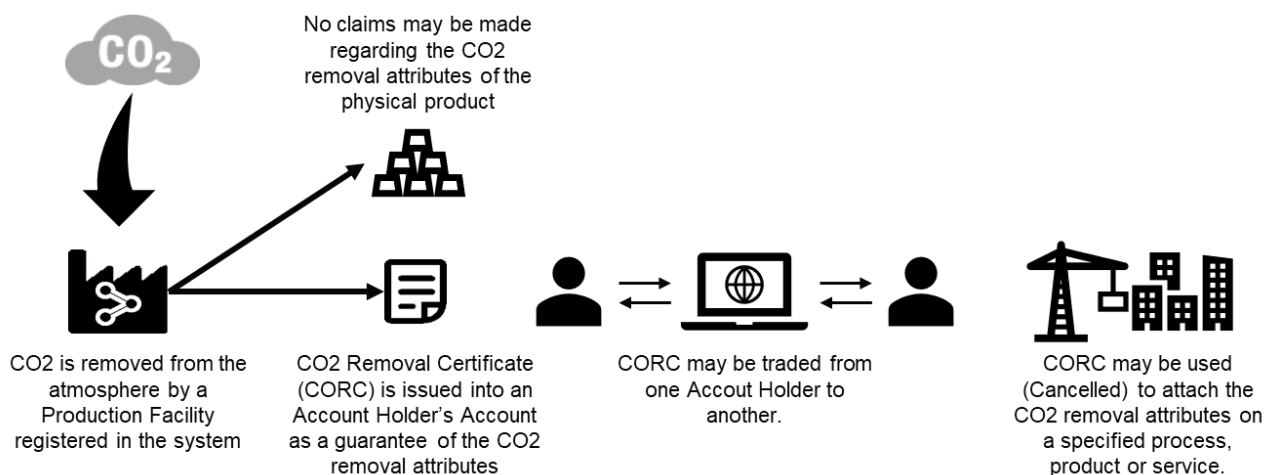 CO2
No claims may be made
regarding the CO2
removal attributes of the
physical product
CO2 is removed from the
atmosphere by a
Production Facility
registered in the system
CO2 Removal Certificate
(CORC) is issued into an
Account Holder's Account
as a guarantee of the CO2
removal attributes
CORC may be traded from
one Accout Holder to
another.
CORC may be used
(Cancelled) to attach the
CO2 removal attributes on
a specified process,
product or service.